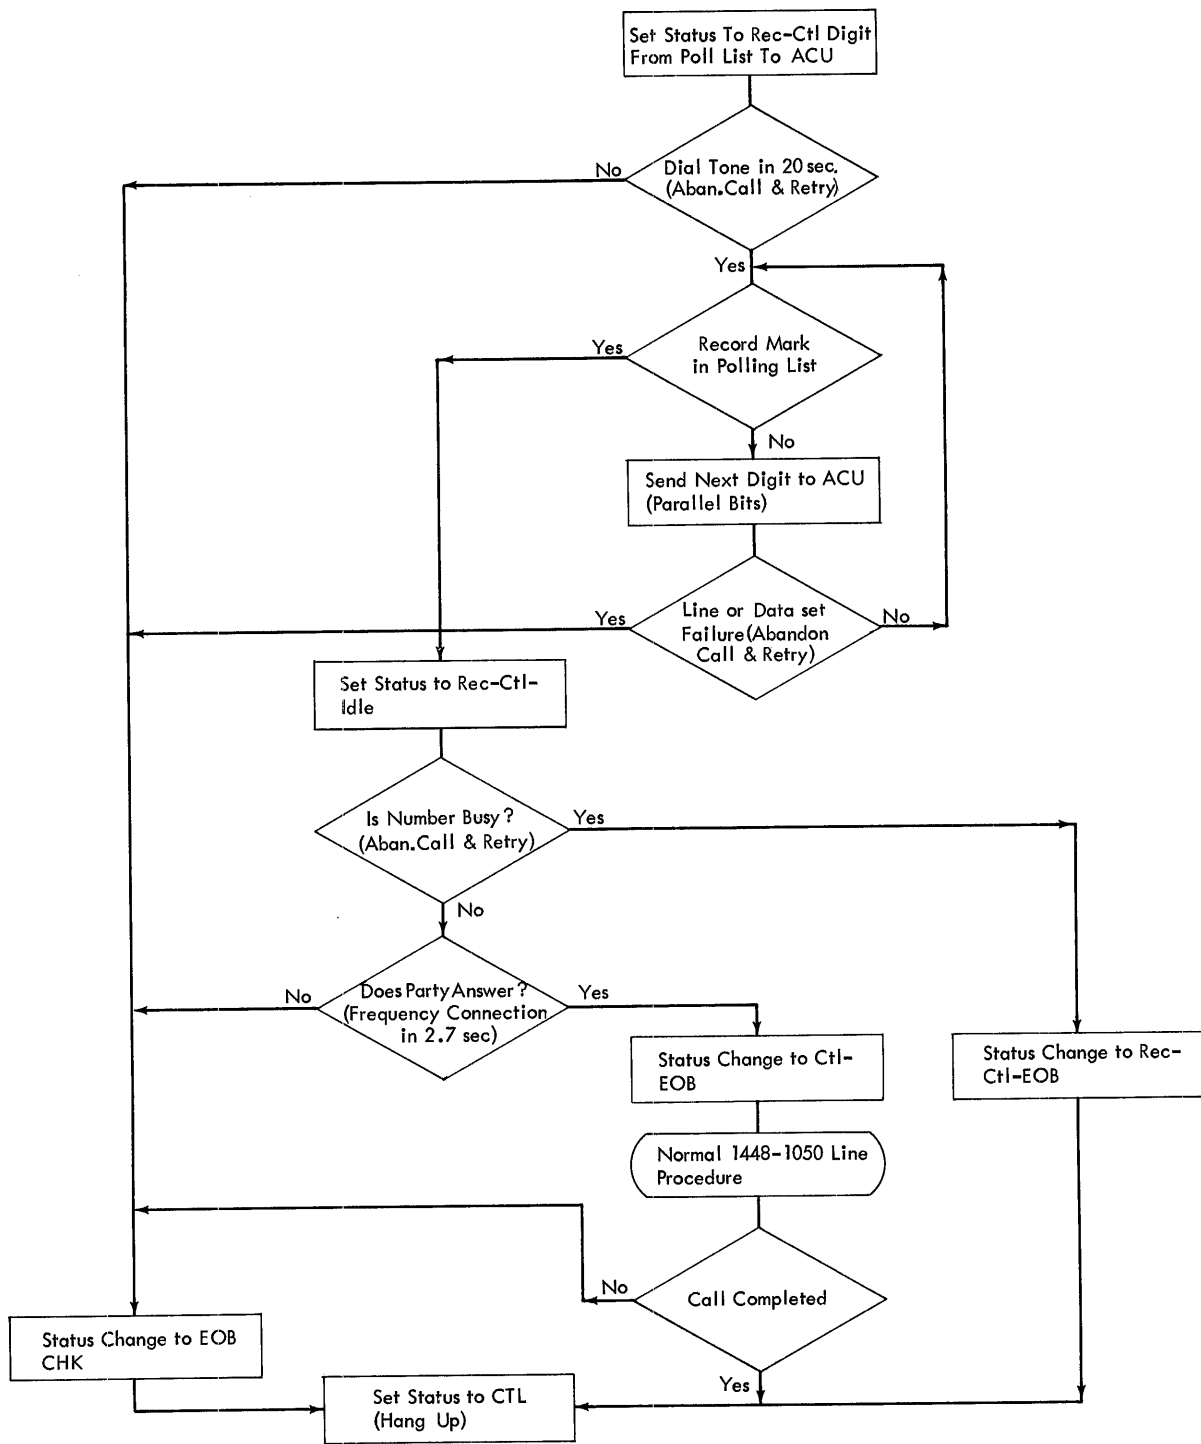 Set Status To Rec-Ctl Digit
From Poll List To ACU
No
Dial Tone in 20 sec.
(Aban.Call & Retry)
Yes
Yes
Record Mark
in Polling List
No
Send Next Digit to ACU
(Parallel Bits)
Yes
Line or Data set
Failure(Abandon
Call & Retry)
No
Set Status to Rec-Ctl-
Idle
Is Number Busy?
(Aban.Call & Retry)
Yes
No
No
Does Party Answer?
(Frequency Connection
in 2.7 sec)
Yes
Status Change to Ctl-
EOB
Status Change to Rec-
Ctl-EOB
Normal 1448-1050 Line
Procedure
No
Call Completed
Status Change to EOB
CHK
Yes
Set Status to CTL
(Hang Up)